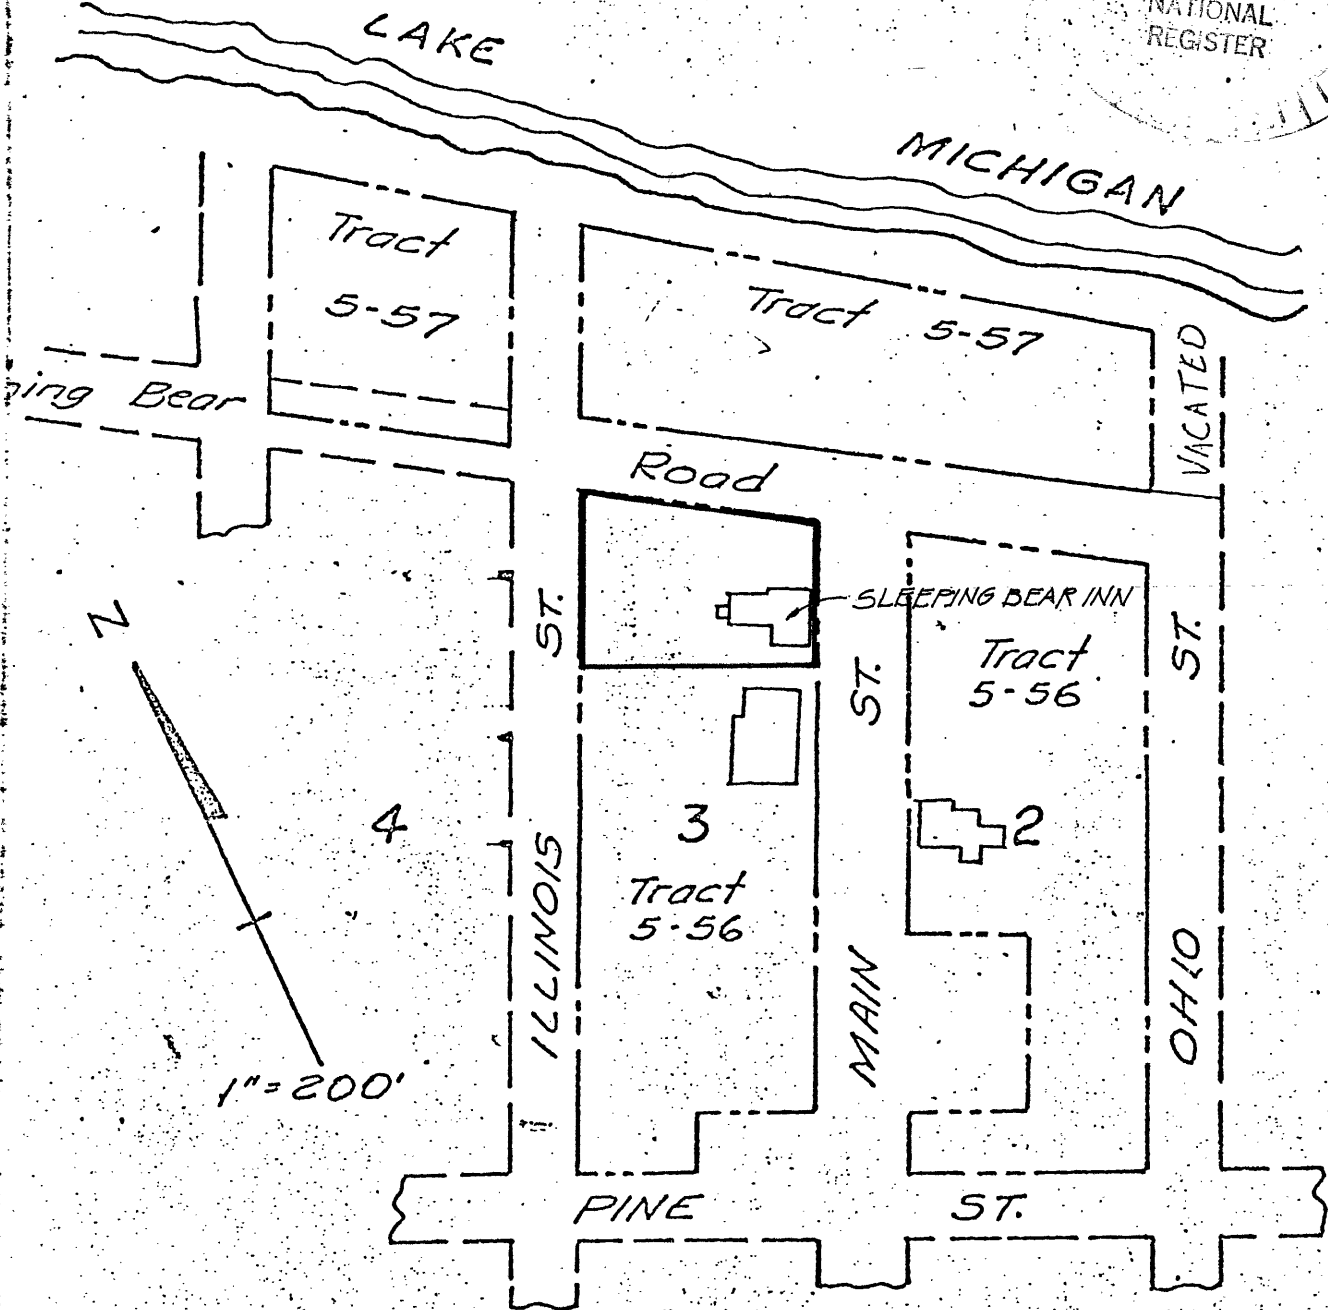 NATIONAL
REGISTER
LAKE MICHIGAN
Tract
5-57
Tract 5-57
VACATED
Bear
Road
SLEEPING BEAR INN
N
ST.
ST.
ST.
Tract
5-56
4
3
2
Tract
5-56
ILLINOIS
MAIN
OHIO
1"=200'
PINE ST.